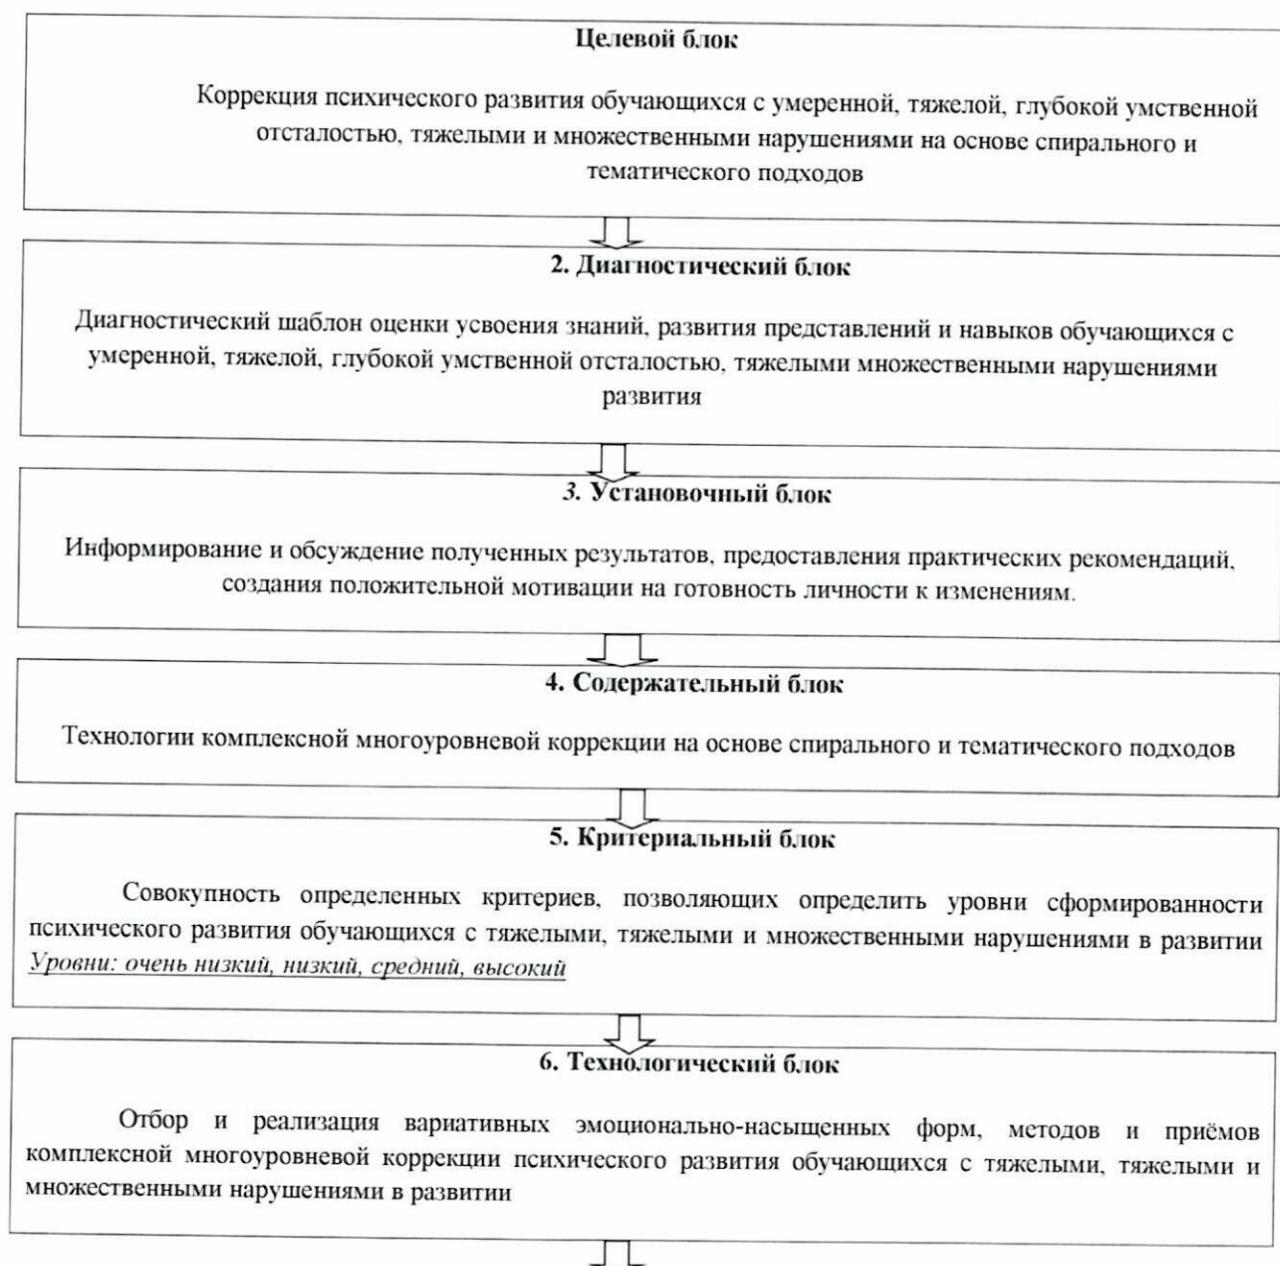 Целевой блок
Коррекция психического развития обучающихся с умеренной, тяжелой, глубокой умственной
отсталостью, тяжелыми и множественными нарушениями на основе спирального и
тематического подходов
2. Диагностический блок
Диагностический шаблон оценки усвоения знаний, развития представлений и навыков обучающихся с
умеренной, тяжелой, глубокой умственной отсталостью, тяжелыми множественными нарушениями
развития
3. Установочный блок
Информирование и обсуждение полученных результатов, предоставления практических рекомендаций,
создания положительной мотивации на готовность личности к изменениям.
4. Содержательный блок
Технологии комплексной многоуровневой коррекции на основе спирального и тематического подходов
5. Критериальный блок
Совокупность определенных критериев, позволяющих определить уровни сформированности
психического развития обучающихся с тяжелыми, тяжелыми и множественными нарушениями в развитии
Уровни: очень низкий, низкий, средний, высокий
6. Технологический блок
Отбор и реализация вариативных эмоционально-насыщенных форм, методов и приёмов
комплексной многоуровневой коррекции психического развития обучающихся с тяжелыми, тяжелыми и
множественными нарушениями в развитии